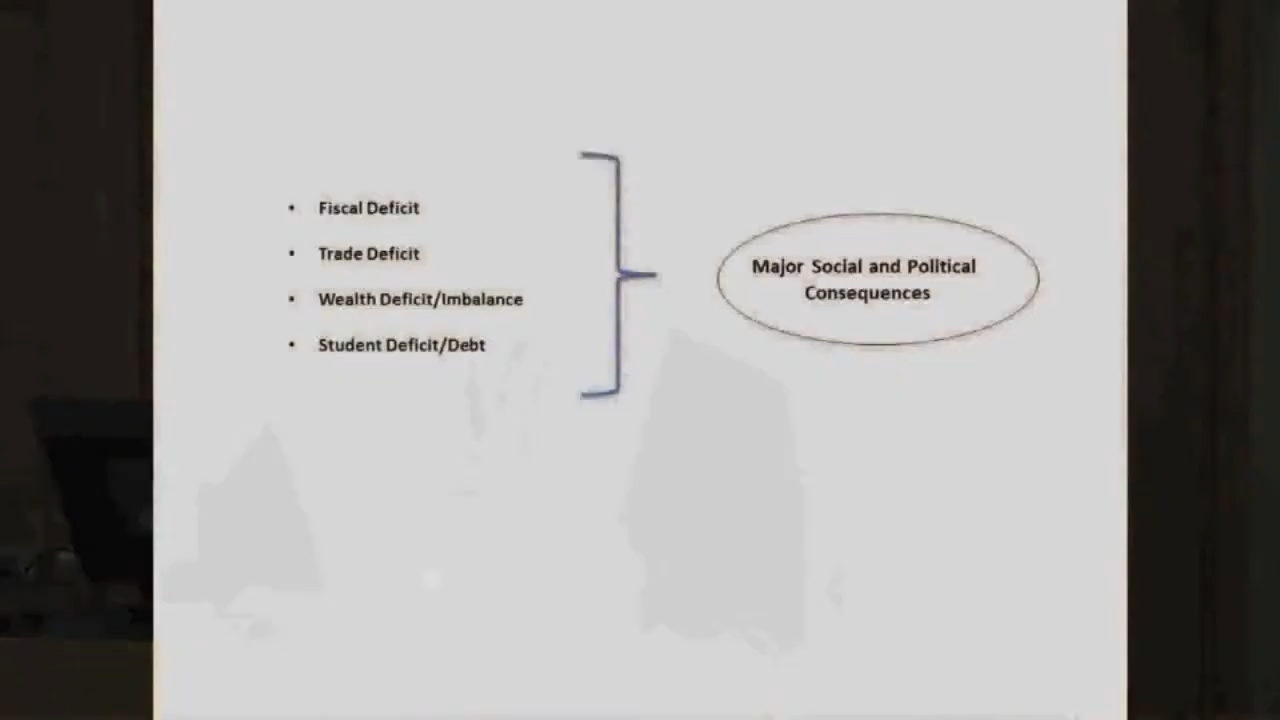 • Fiscal Deficit
• Trade Deficit
• Wealth Deficit/Imbalance
• Student Deficit/Debt
Major Social and Political
Consequences